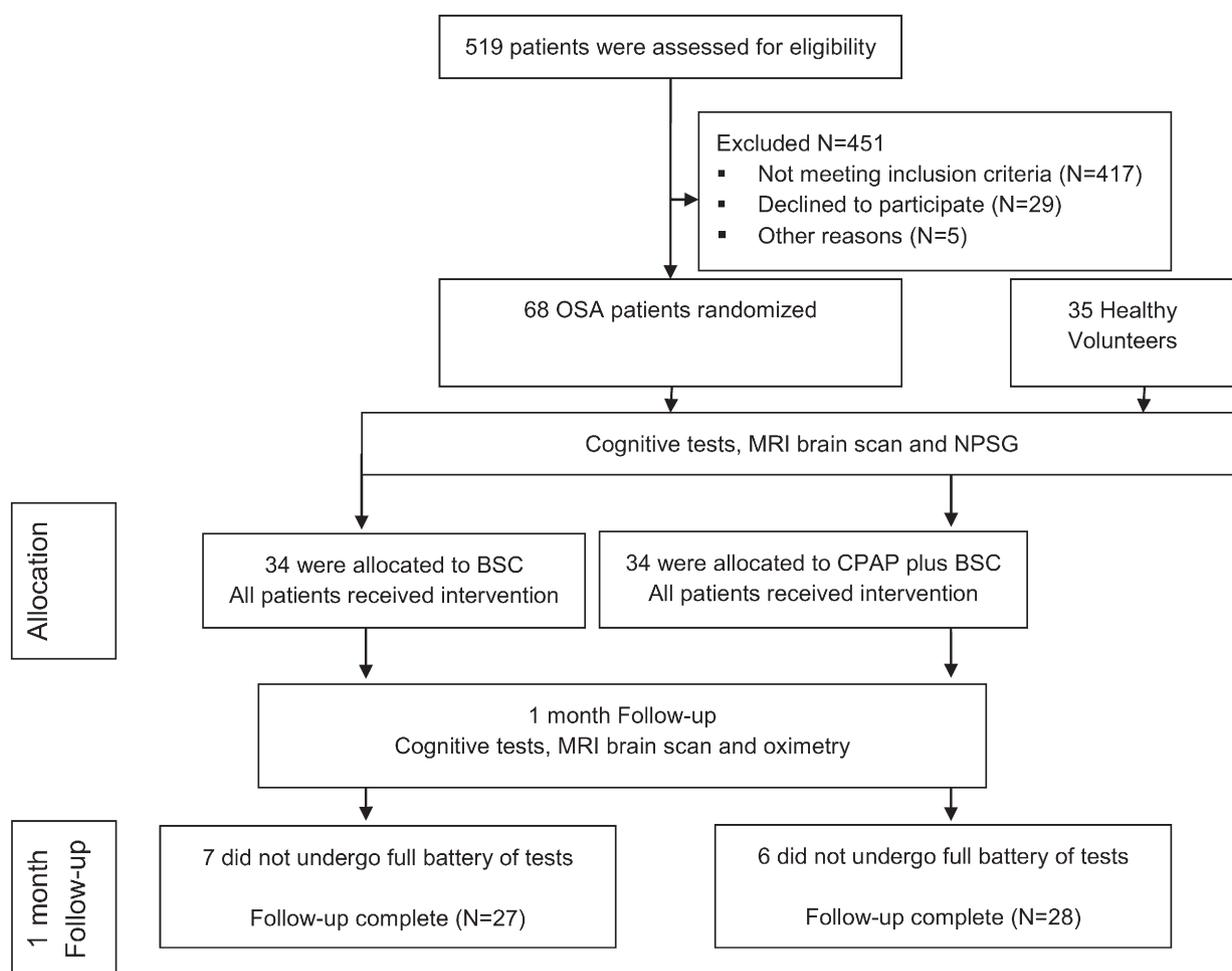 519 patients were assessed for eligibility
Excluded N=451
▪ Not meeting inclusion criteria (N=417)
▪ Declined to participate (N=29)
▪ Other reasons (N=5)
68 OSA patients randomized
35 Healthy
Volunteers
Cognitive tests, MRI brain scan and NPSG
Allocation
34 were allocated to BSC
All patients received intervention
34 were allocated to CPAP plus BSC
All patients received intervention
1 month Follow-up
Cognitive tests, MRI brain scan and oximetry
1 month
Follow-up
7 did not undergo full battery of tests
Follow-up complete (N=27)
6 did not undergo full battery of tests
Follow-up complete (N=28)